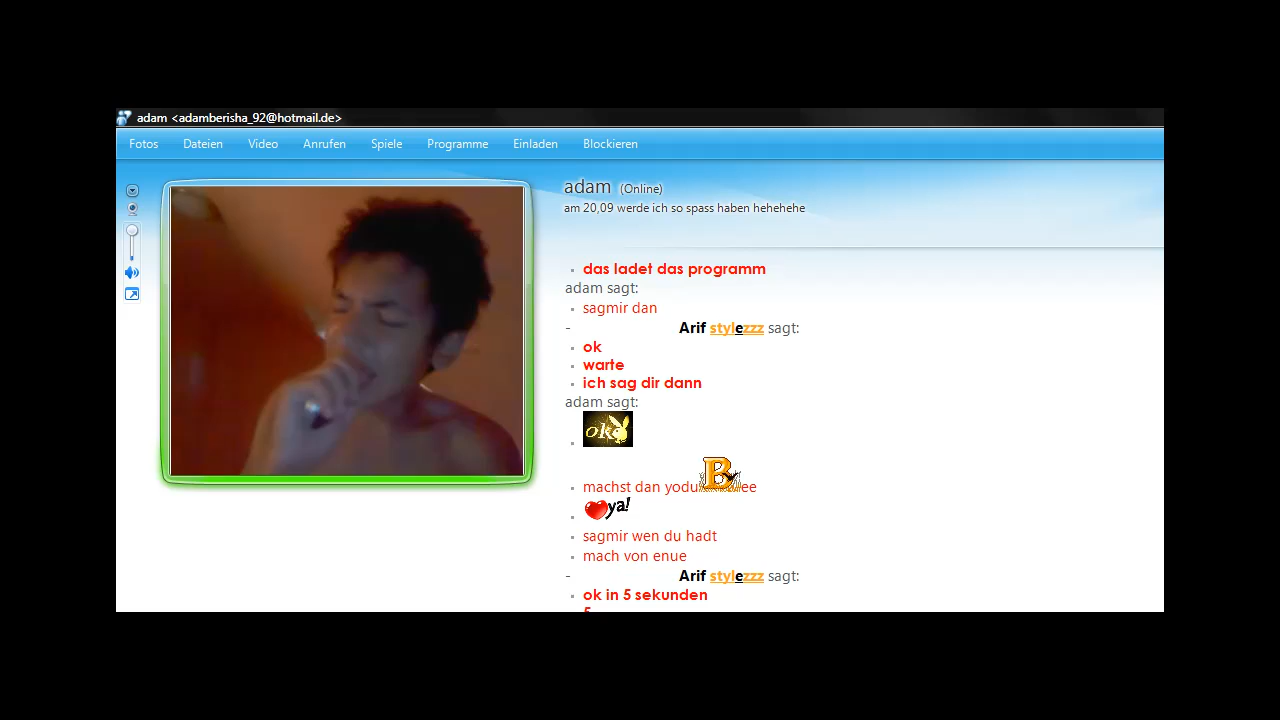 adam <adamberisha_92@hotmail.de>
Fotos Dateien Video Anrufen Spiele Programme Einladen Blockieren
adam (Online)
am 20,09 werde ich so spass haben hehehehe
das ladet das programm
adam sagt:
sagmir dan
- Arif stylezzz sagt:
ok
warte
ich sag dir dann
adam sagt:
oke
B
machst dan ee
ya!
sagmir wen du hadt
mach von enue
- Arif stylezzz sagt:
ok in 5 sekunden
5